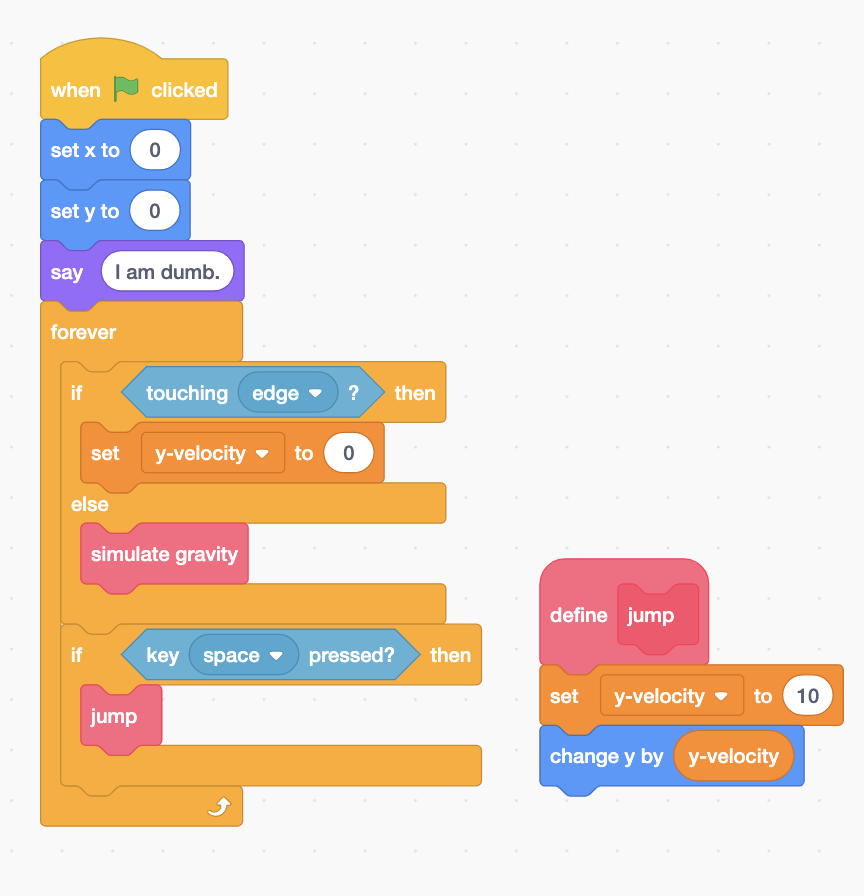 when clicked
set x to 0
set y to 0
say I am dumb.
forever
if touching edge ? then
set y-velocity to 0
else
simulate gravity
if key space pressed? then
jump
define jump
set y-velocity to 10
change y by y-velocity